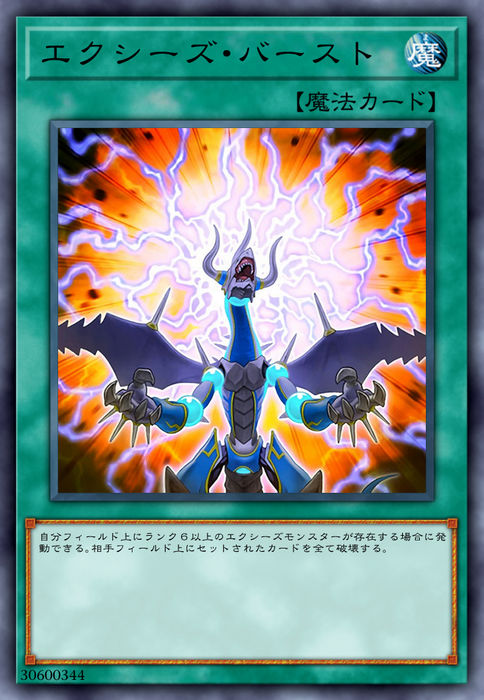 エクシーズ・バースト
魔
【魔法カード】
自分フィールド上にランク６以上のエクシーズモンスターが存在する場合に発
動できる。相手フィールド上にセットされたカードを全て破壊する。
30600344